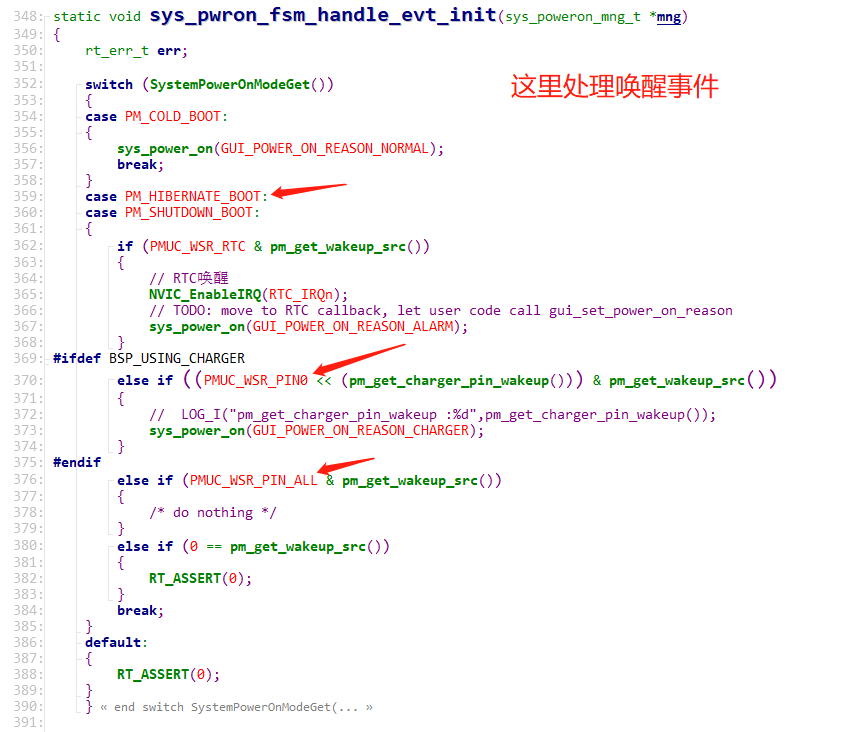 348: static void sys_pwron_fsm_handle_evt_init(sys_poweron_mng_t *mng)
349: {
350:     rt_err_t err;
351:
352:     switch (SystemPowerOnModeGet())
这里处理唤醒事件
353:     {
354:     case PM_COLD_BOOT:
355:     {
356:         sys_power_on(GUI_POWER_ON_REASON_NORMAL);
357:         break;
358:     }
359:     case PM_HIBERNATE_BOOT:
360:     case PM_SHUTDOWN_BOOT:
361:     {
362:         if (PMUC_WSR_RTC & pm_get_wakeup_src())
363:         {
364:             // RTC唤醒
365:             NVIC_EnableIRQ(RTC_IRQn);
366:             // TODO: move to RTC callback, let user code call gui_set_power_on_reason
367:             sys_power_on(GUI_POWER_ON_REASON_ALARM);
368:         }
369: #ifdef BSP_USING_CHARGER
370:         else if ((PMUC_WSR_PIN0 << (pm_get_charger_pin_wakeup())) & pm_get_wakeup_src())
371:         {
372:             //  LOG_I("pm_get_charger_pin_wakeup :%d",pm_get_charger_pin_wakeup());
373:             sys_power_on(GUI_POWER_ON_REASON_CHARGER);
374:         }
375: #endif
376:         else if (PMUC_WSR_PIN_ALL & pm_get_wakeup_src())
377:         {
378:             /* do nothing */
379:         }
380:         else if (0 == pm_get_wakeup_src())
381:         {
382:             RT_ASSERT(0);
383:         }
384:         break;
385:     }
386:     default:
387:     {
388:         RT_ASSERT(0);
389:     }
390:     } « end switch SystemPowerOnModeGet(... »
391: